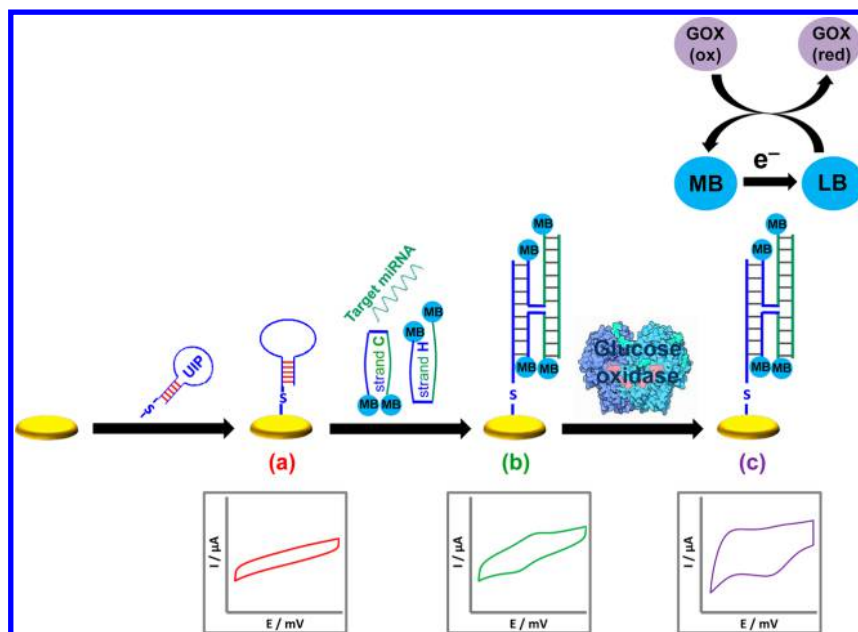 GOX
(ox)
GOX
(red)
MB
e–
LB
MB
MB
MB
MB
Target miRNA
UIP
–S–
S
strand C
strand H
MB
MB
MB
MB
MB
MB
MB
MB
S
Glucose
oxidase
S
(a)
(b)
(c)
I / µA
E / mV
I / µA
E / mV
I / µA
E / mV